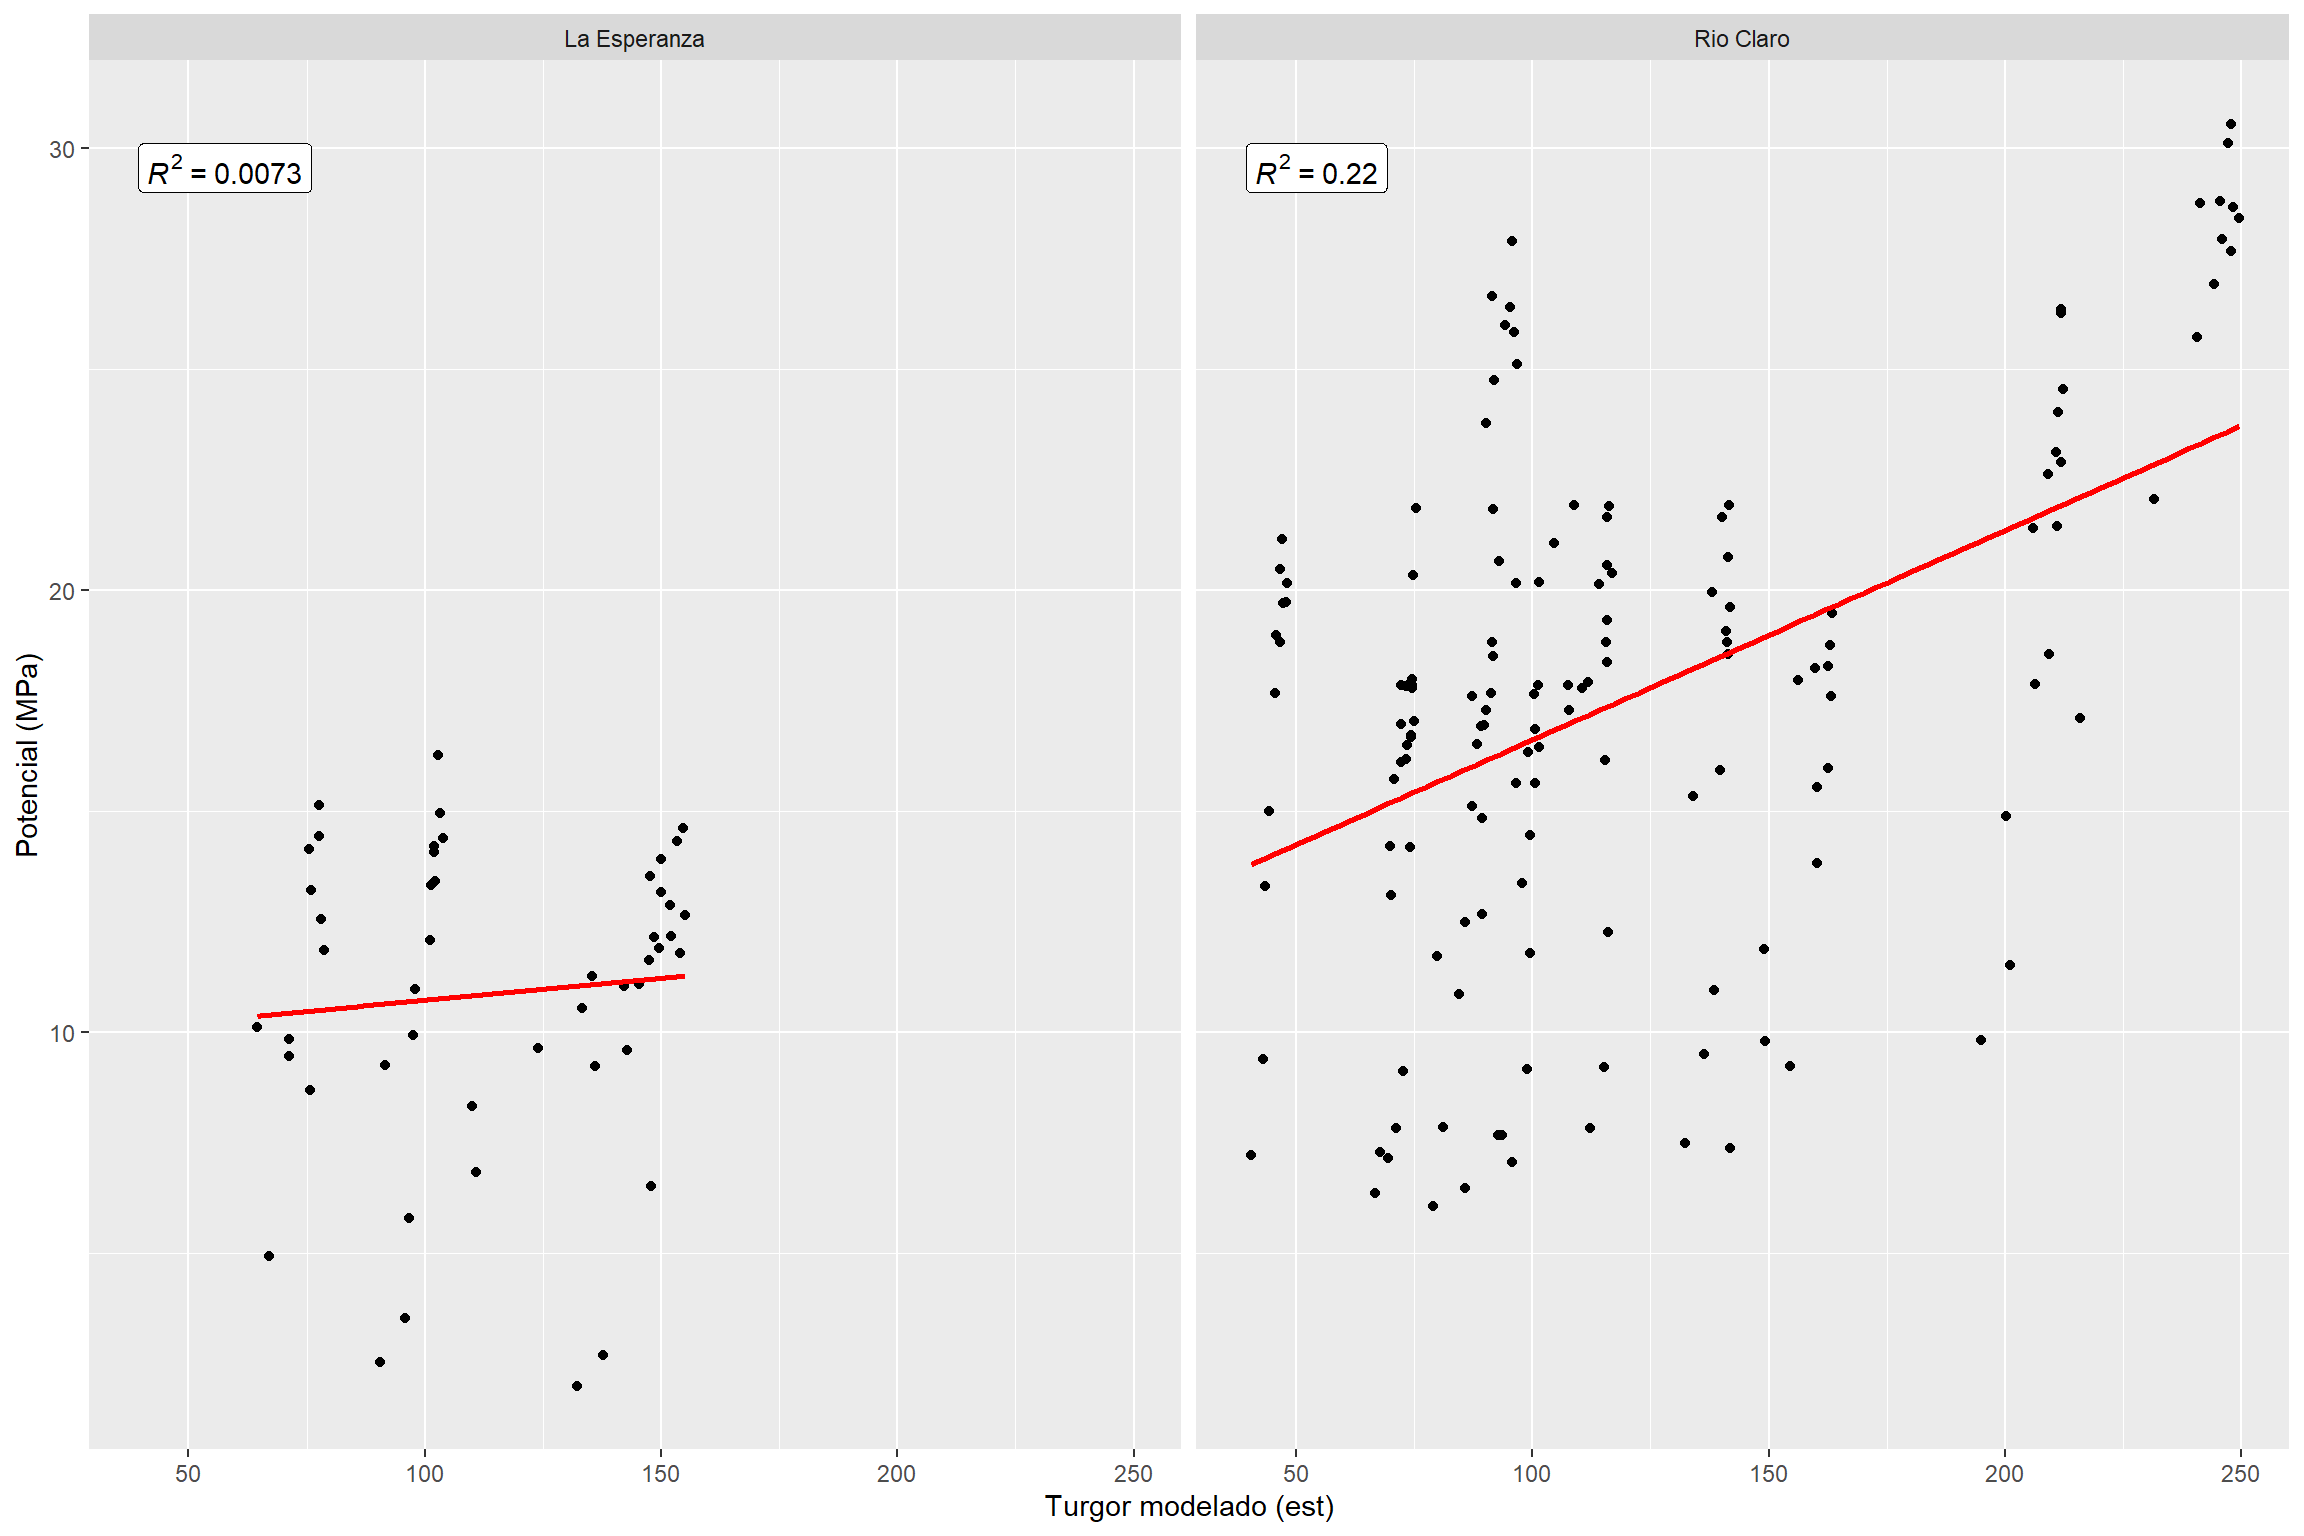 La Esperanza
Rio Claro
R² = 0.0073
R² = 0.22
30
20
10
Potencial (MPa)
50 100 150 200 250
50 100 150 200 250
Turgor modelado (est)